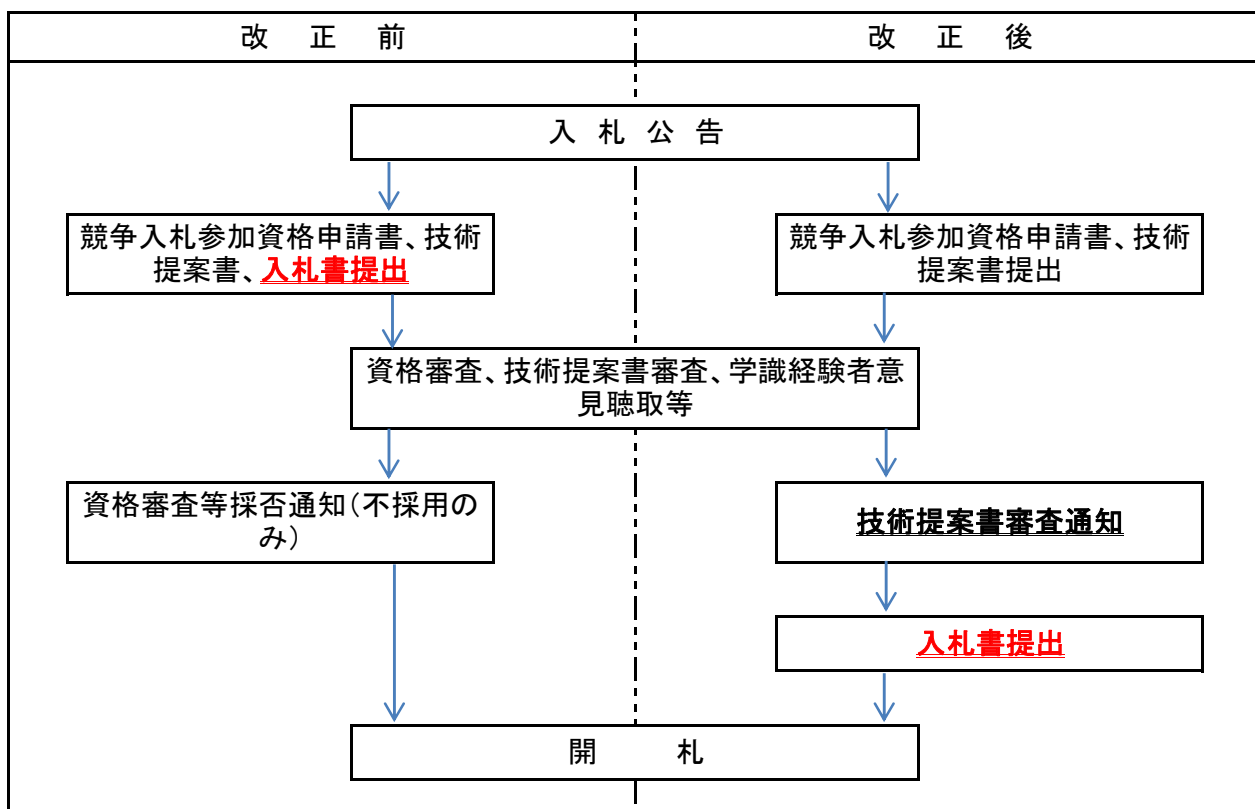 改正前
改正後
入札公告
競争入札参加資格申請書、技術
提案書、入札書提出
競争入札参加資格申請書、技術
提案書提出
資格審査、技術提案書審査、学識経験者意
見聴取等
資格審査等採否通知(不採用の
み)
技術提案書審査通知
入札書提出
開札